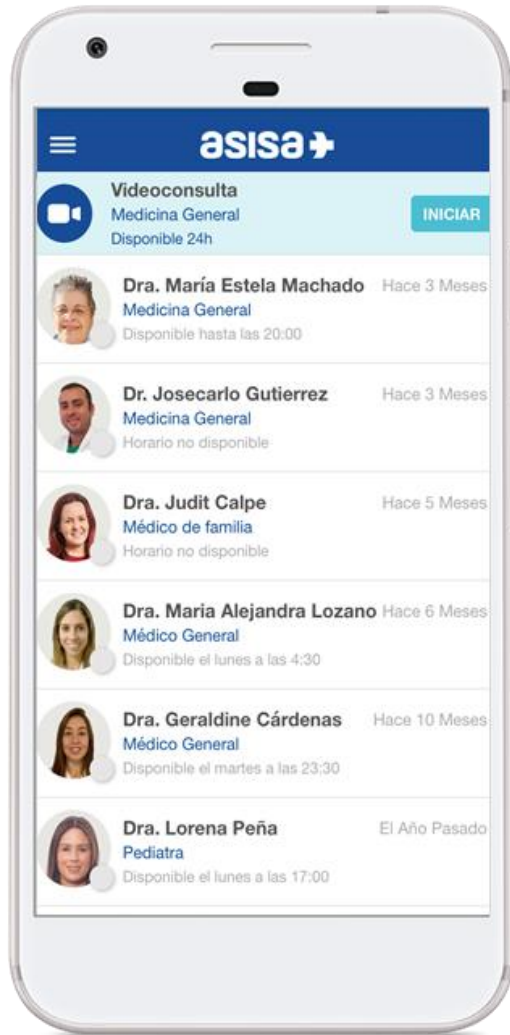 asisa
Videoconsulta
Medicina General
Disponible 24h
INICIAR
Dra. María Estela Machado Hace 3 Meses
Medicina General
Disponible hasta las 20:00
Dr. Josecarlo Gutierrez Hace 3 Meses
Medicina General
Horario no disponible
Dra. Judit Calpe Hace 5 Meses
Médico de familia
Horario no disponible
Dra. Maria Alejandra Lozano Hace 6 Meses
Médico General
Disponible el lunes a las 4:30
Dra. Geraldine Cárdenas Hace 10 Meses
Médico General
Disponible el martes a las 23:30
Dra. Lorena Peña El Año Pasado
Pediatra
Disponible el lunes a las 17:00